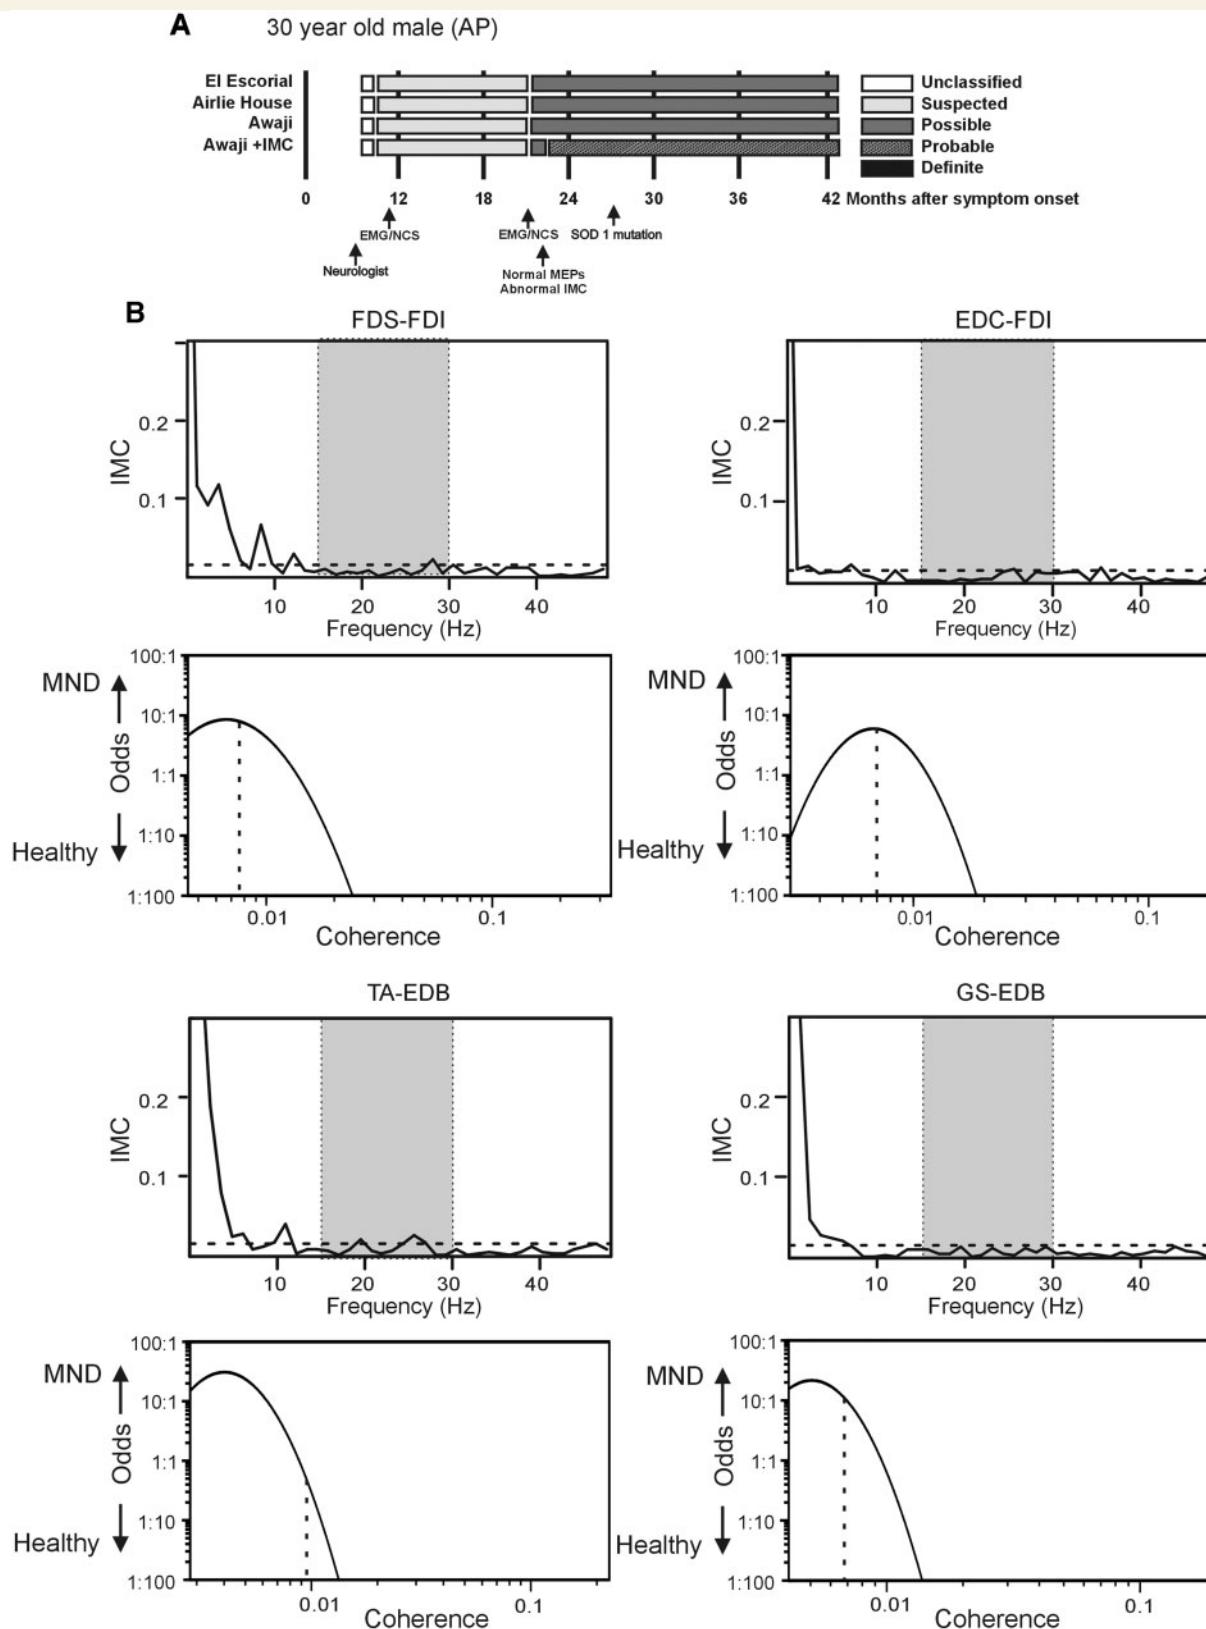 A
30 year old male (AP)
El Escorial
Airlie House
Awaji
Awaji +IMC
Unclassified
Suspected
Possible
Probable
Definite
0 12 18 24 30 36 42 Months after symptom onset
EMG/NCS EMG/NCS SOD 1 mutation
Neurologist Normal MEPs
Abnormal IMC
B
FDS-FDI EDC-FDI
IMC 0.2 IMC 0.2
0.1 0.1
10 20 30 40 10 20 30 40
Frequency (Hz) Frequency (Hz)
100:1 100:1
MND MND
10:1 10:1
Odds 1:1 Odds 1:1
1:10 1:10
Healthy Healthy
1:100 1:100
0.01 0.1 0.01 0.1
Coherence Coherence
TA-EDB GS-EDB
IMC 0.2 IMC 0.2
0.1 0.1
10 20 30 40 10 20 30 40
Frequency (Hz) Frequency (Hz)
100:1 100:1
MND MND
10:1 10:1
Odds 1:1 Odds 1:1
1:10 1:10
Healthy Healthy
1:100 1:100
0.01 0.1 0.01 0.1
Coherence Coherence